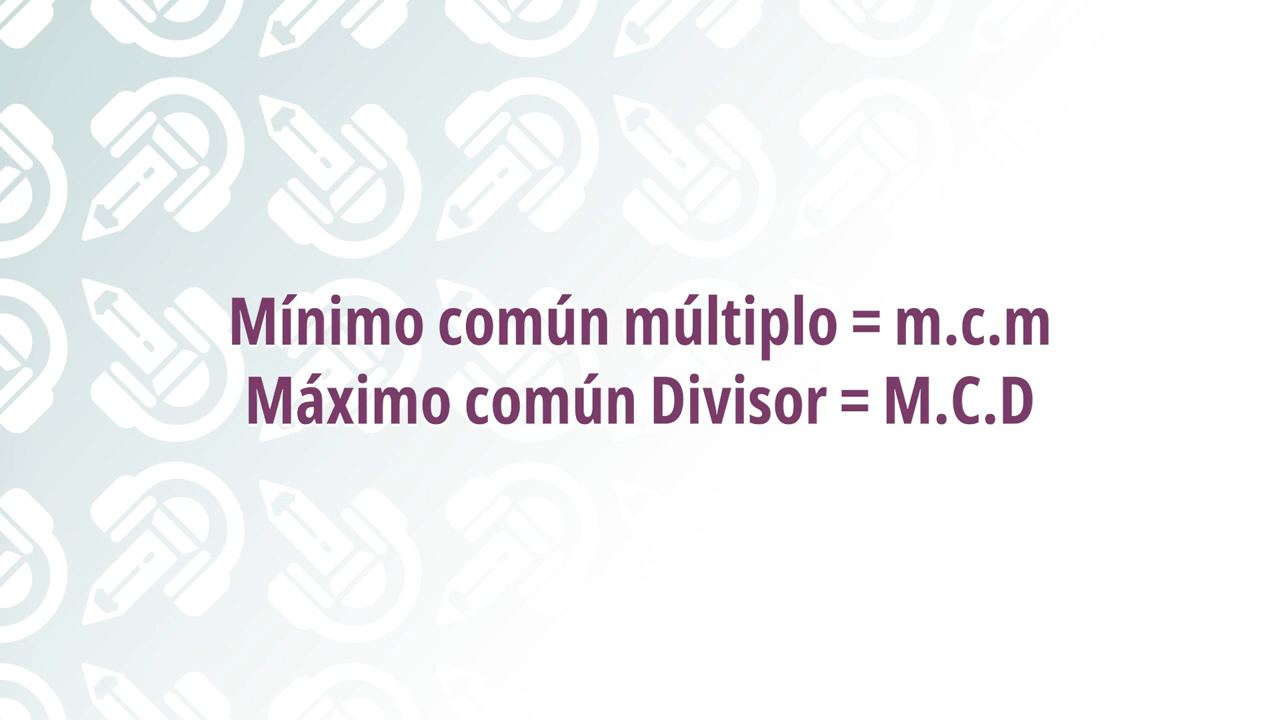 Mínimo común múltiplo = m.c.m
Máximo común Divisor = M.C.D